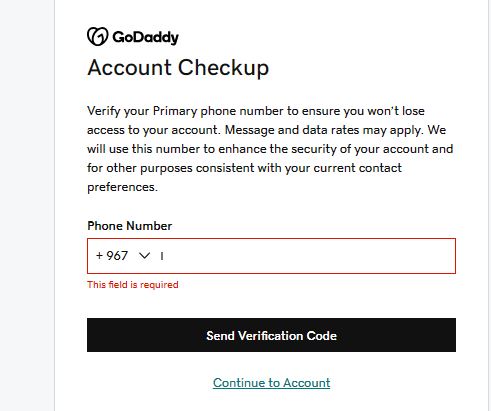 GoDaddy
Account Checkup
Verify your Primary phone number to ensure you won't lose
access to your account. Message and data rates may apply. We
will use this number to enhance the security of your account and
for other purposes consistent with your current contact
preferences.
Phone Number
+ 967
This field is required
Send Verification Code
Continue to Account